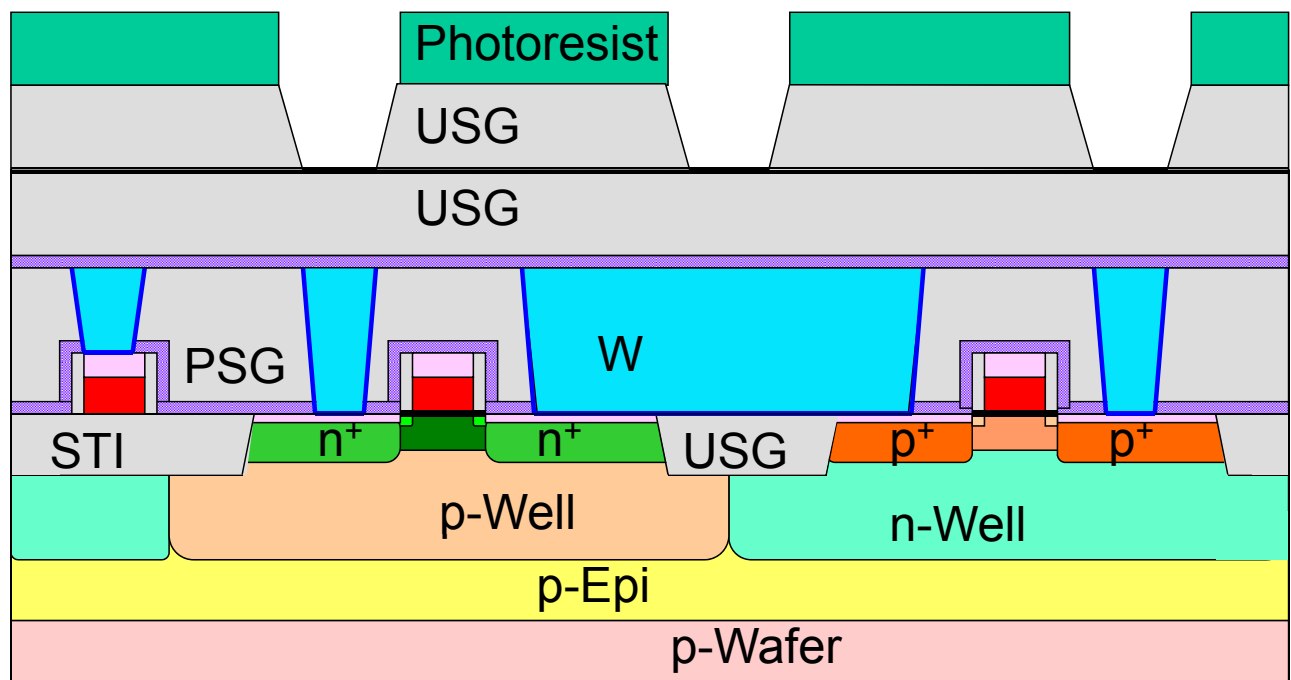 Photoresist
USG
USG
W
PSG
n⁺
n⁺
p⁺
p⁺
STI
USG
p-Well
n-Well
p-Epi
p-Wafer